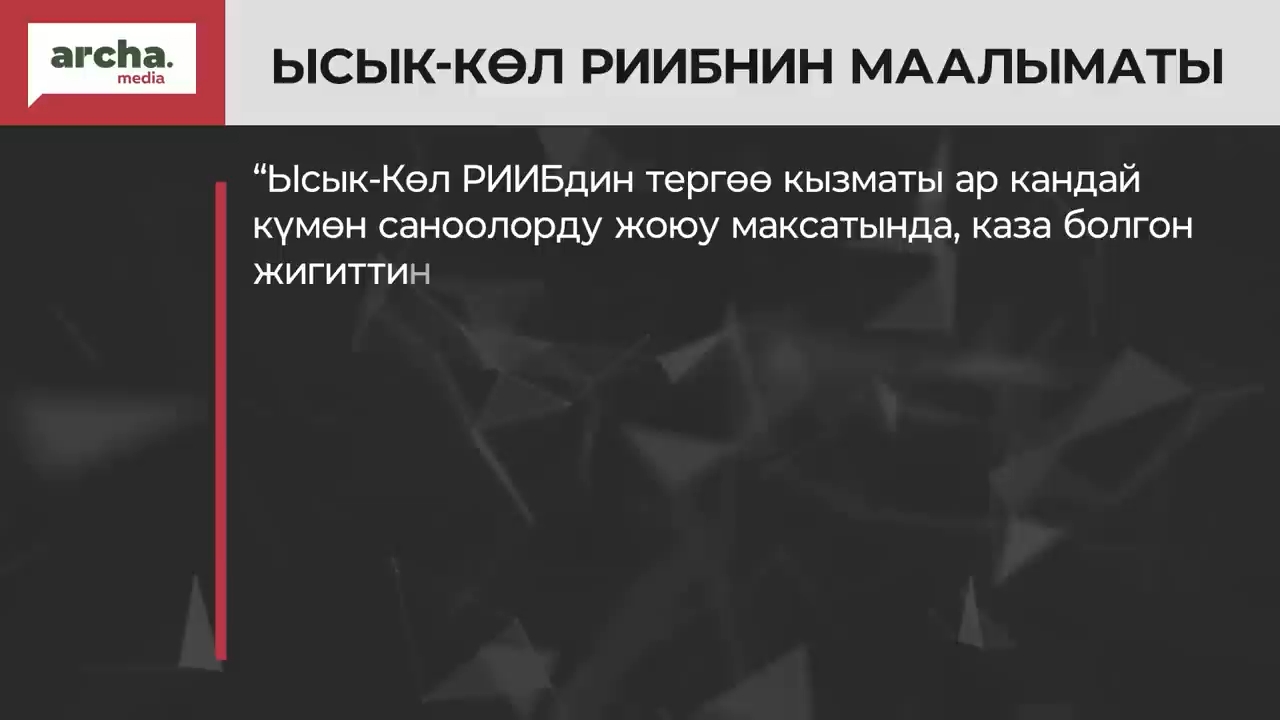 archa.
media
ЫСЫК-КӨЛ РИИБНИН МААЛЫМАТЫ
“Ысык-Көл РИИБдин тергөө кызматы ар кандай
күмөн саноолорду жоюу максатында, каза болгон
жигиттин